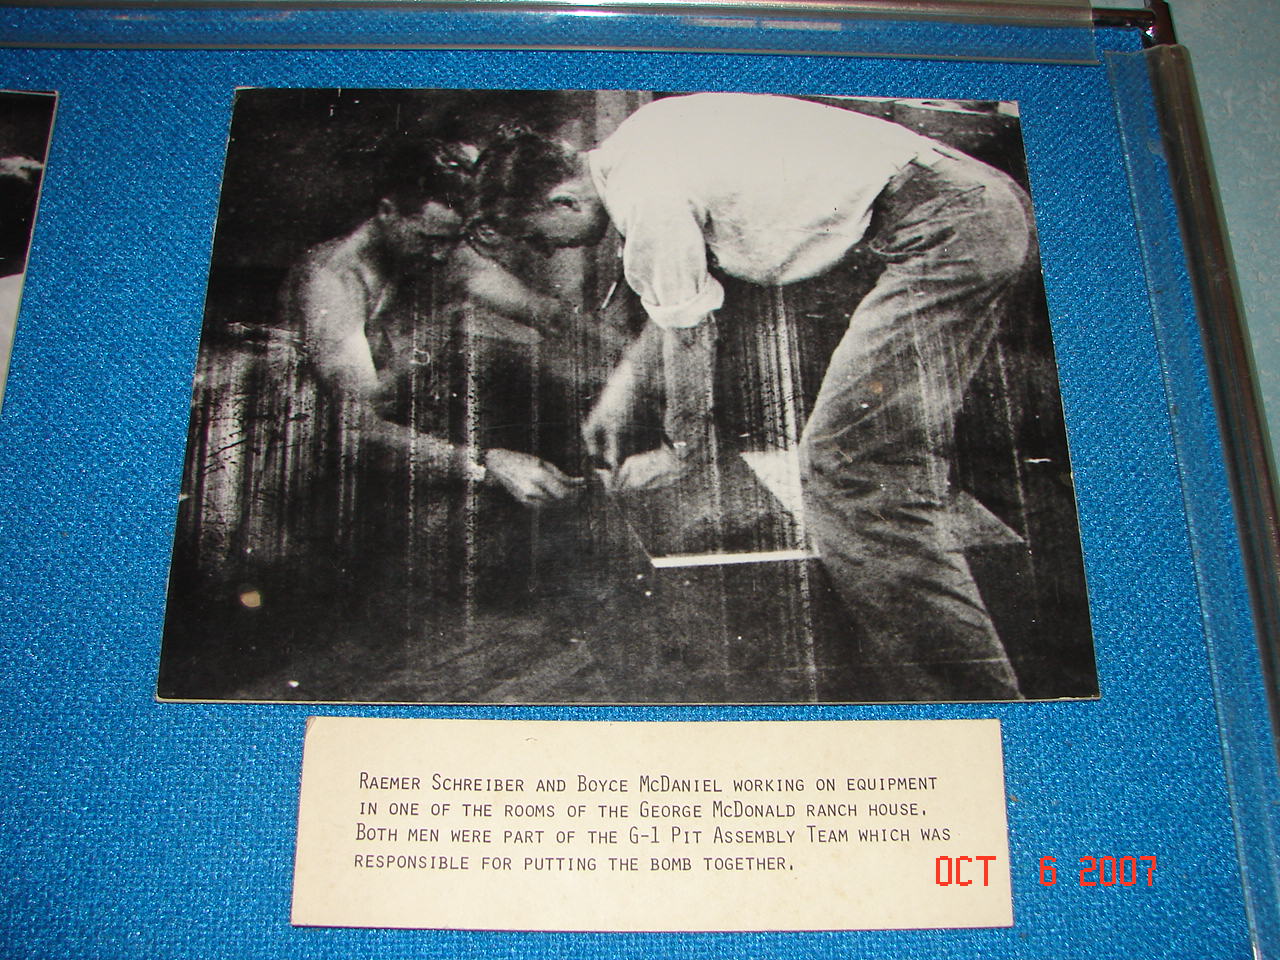 Raemer Schreiber and Boyce McDaniel working on equipment
in one of the rooms of the George McDonald ranch house.
Both men were part of the G-1 Pit Assembly Team which was
responsible for putting the bomb together.
OCT 6 2007